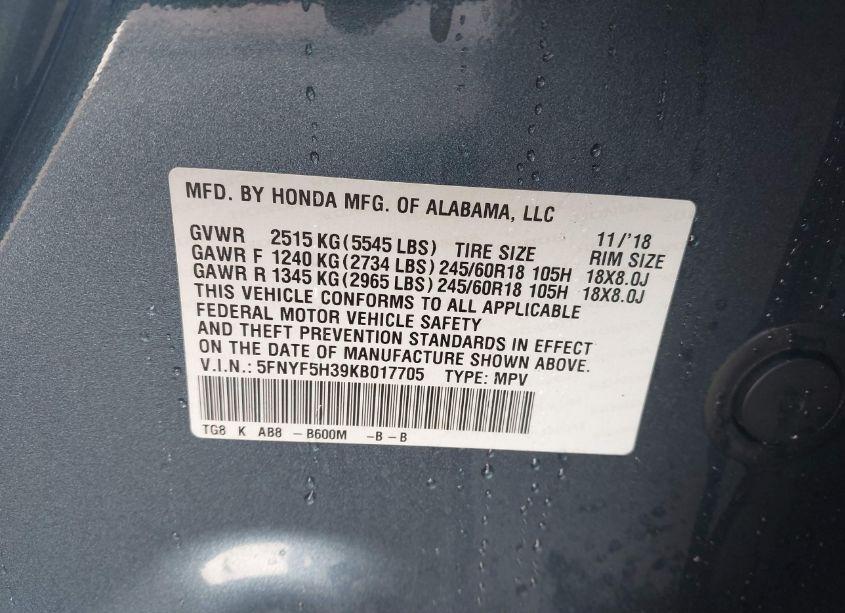 MFD. BY HONDA MFG. OF ALABAMA, LLC
11/'18
GVWR 2515 KG (5545 LBS) TIRE SIZE RIM SIZE
GAWR F 1240 KG (2734 LBS) 245/60R18 105H 18X8.0J
GAWR R 1345 KG (2965 LBS) 245/60R18 105H 18X8.0J
THIS VEHICLE CONFORMS TO ALL APPLICABLE
FEDERAL MOTOR VEHICLE SAFETY
AND THEFT PREVENTION STANDARDS IN EFFECT
ON THE DATE OF MANUFACTURE SHOWN ABOVE.
V.I.N.: 5FNYF5H39KB017705 TYPE: MPV
TG8 K AB8 -B600M -B-B